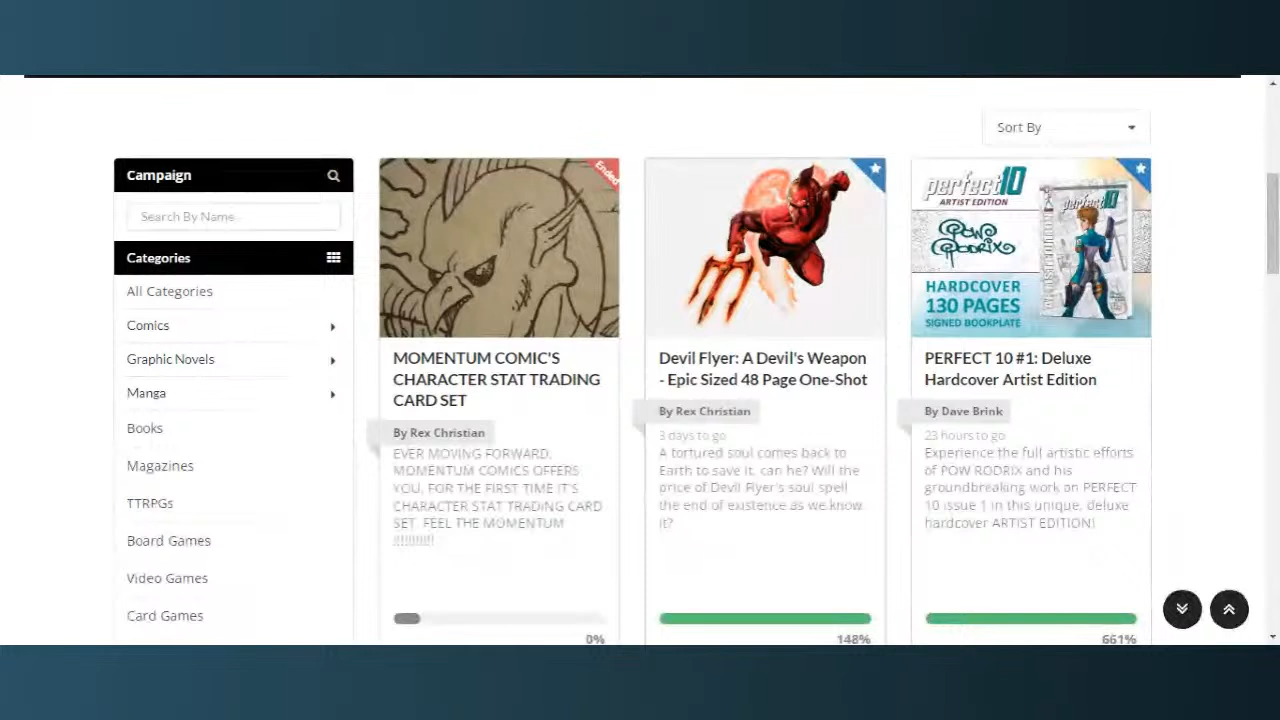 Sort By
Campaign
Search By Name
Categories
All Categories
Comics
Graphic Novels
Manga
Books
Magazines
TTRPGs
Board Games
Video Games
Card Games
Ended
MOMENTUM COMIC'S
CHARACTER STAT TRADING
CARD SET
By Rex Christian
EVER MOVING FORWARD,
MOMENTUM COMICS OFFERS
YOU, FOR THE FIRST TIME IT'S
CHARACTER STAT TRADING CARD
SET. FEEL THE MOMENTUM
!!!!!!!!!!
0%
Devil Flyer: A Devil's Weapon
- Epic Sized 48 Page One-Shot
By Rex Christian
3 days to go
A tortured soul comes back to
Earth to save it, can he? Will the
price of Devil Flyer's soul spell
the end of existence as we know
it?
148%
perfect10
ARTIST EDITION
POW
RODRIX
HARDCOVER
130 PAGES
SIGNED BOOKPLATE
perfect10
PERFECT 10 #1: Deluxe
Hardcover Artist Edition
By Dave Brink
23 hours to go
Experience the full artistic efforts
of POW RODRIX and his
groundbreaking work on PERFECT
10 issue 1 in this unique, deluxe
hardcover ARTIST EDITION!
661%